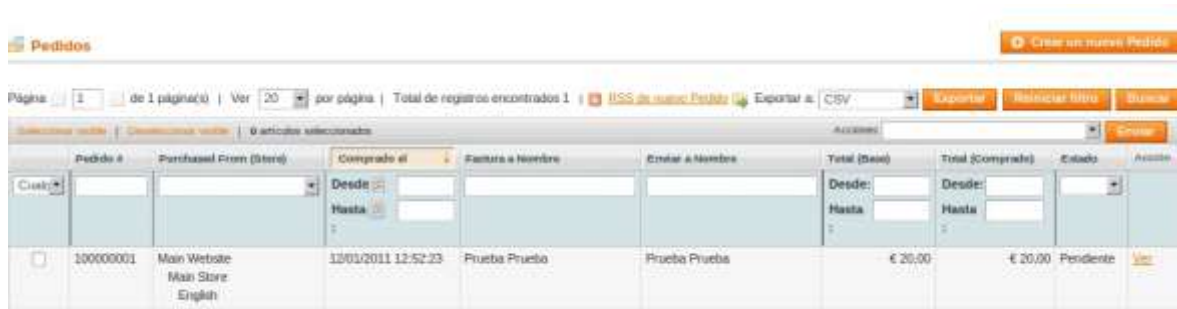 Pedidos
Crear un nuevo Pedido
Página 1 de 1 página(s) | Ver 20 por página | Total de registros encontrados 1 | RSS de nuevo Pedido Exportar a: CSV Exportar Reiniciar filtro Buscar
Seleccionar visible | Deseleccionar visible | 0 artículos seleccionados Acciones Enviar
Pedido # Purchased From (Store) Comprado el Factura a Nombre Enviar a Nombre Total (Base) Total (Comprado) Estado Acción
Desde: Desde: Desde:
Hasta : Hasta : Hasta :
100000001 Main Website 12/01/2011 12:52:23 Prueba Prueba Prueba Prueba € 20,00 € 20,00 Pendiente Ver
Main Store
English